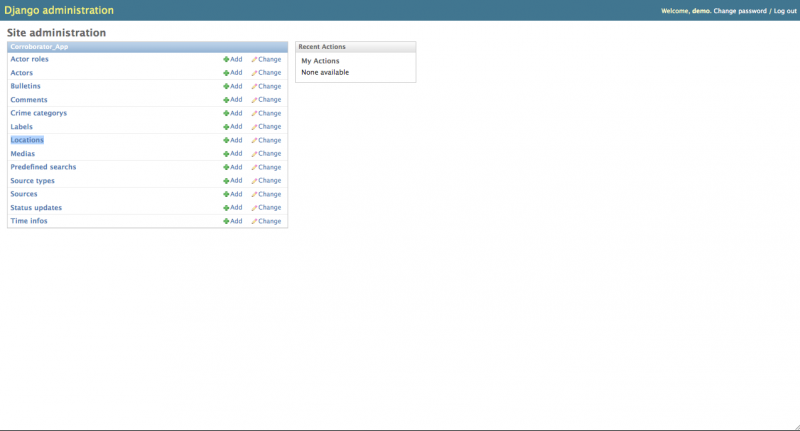 Django administration
Welcome, demo. Change password / Log out
Site administration
Corroborator_App
Actor roles Add Change
Actors Add Change
Bulletins Add Change
Comments Add Change
Crime categorys Add Change
Labels Add Change
Locations Add Change
Medias Add Change
Predefined searchs Add Change
Source types Add Change
Sources Add Change
Status updates Add Change
Time infos Add Change
Recent Actions
My Actions
None available